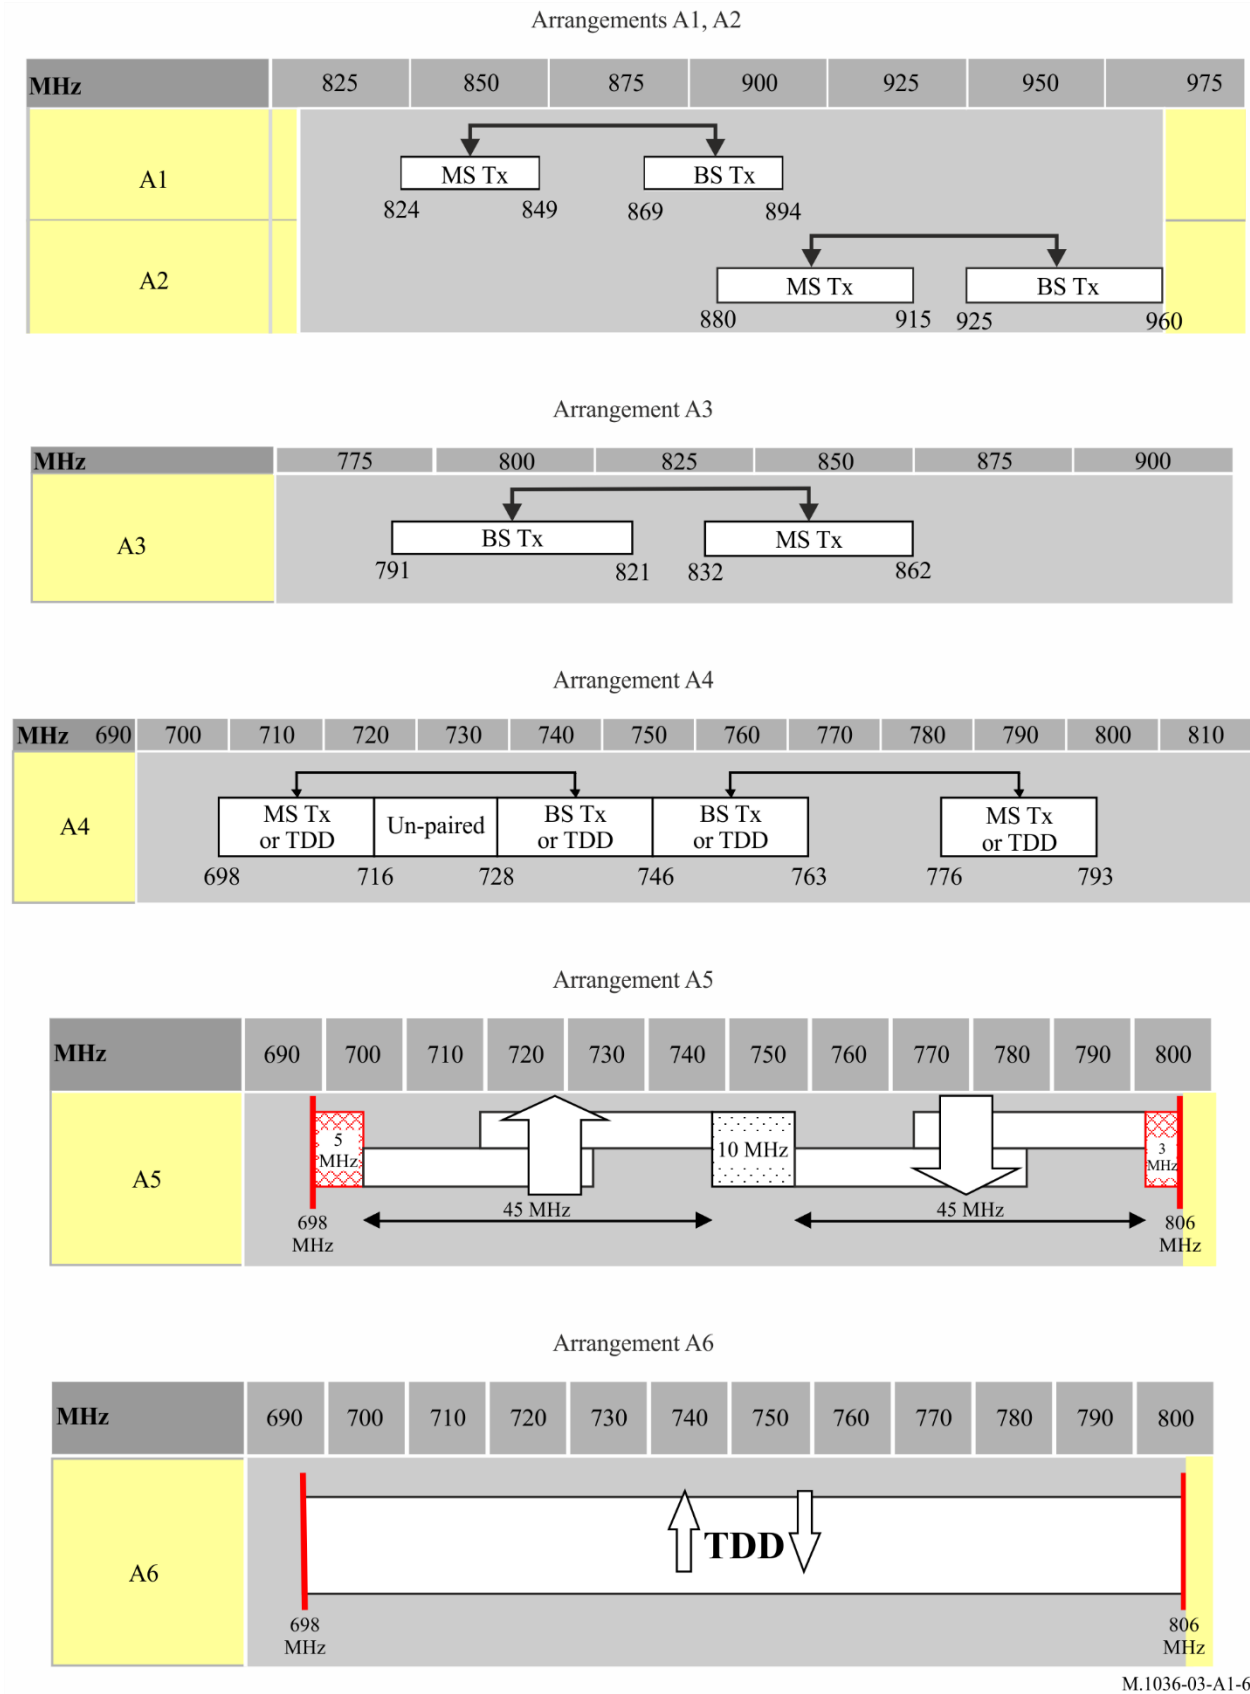 Arrangements A1, A2
MHz 825 850 875 900 925 950 975
A1 MS Tx BS Tx
824 849 869 894
A2 MS Tx BS Tx
880 915 925 960
Arrangement A3
MHz 775 800 825 850 875 900
A3 BS Tx MS Tx
791 821 832 862
Arrangement A4
MHz 690 700 710 720 730 740 750 760 770 780 790 800 810
A4 MS Tx or TDD Un-paired BS Tx or TDD BS Tx or TDD MS Tx or TDD
698 716 728 746 763 776 793
Arrangement A5
MHz 690 700 710 720 730 740 750 760 770 780 790 800
A5 5 MHz 10 MHz 3 MHz
45 MHz 45 MHz
698 MHz 806 MHz
Arrangement A6
MHz 690 700 710 720 730 740 750 760 770 780 790 800
A6 TDD
698 MHz 806 MHz
M.1036-03-A1-6